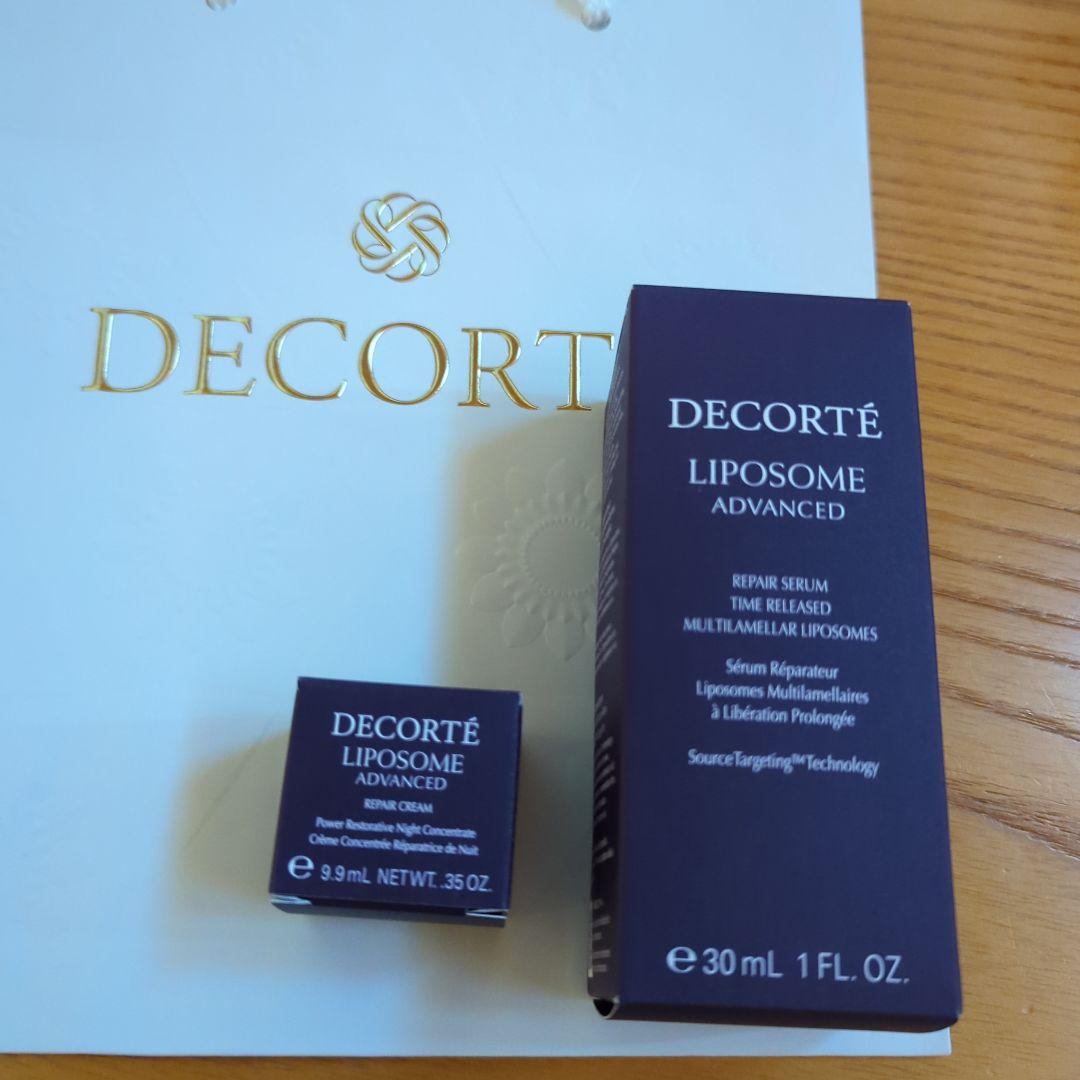 DECORT
DECORTÉ
LIPOSOME
ADVANCED
REPAIR SERUM
TIME RELEASED
MULTILAMELLAR LIPOSOMES
Sérum Réparateur
Liposomes Multilamellaires
à Libération Prolongée
SourceTargeting™Technology
e 30 mL 1 FL. OZ.
DECORTÉ
LIPOSOME
ADVANCED
REPAIR CREAM
Power Restorative Night Concentrate
Crème Concentrée Réparatrice de Nuit
e 9.9 mL NET WT. .35 OZ.